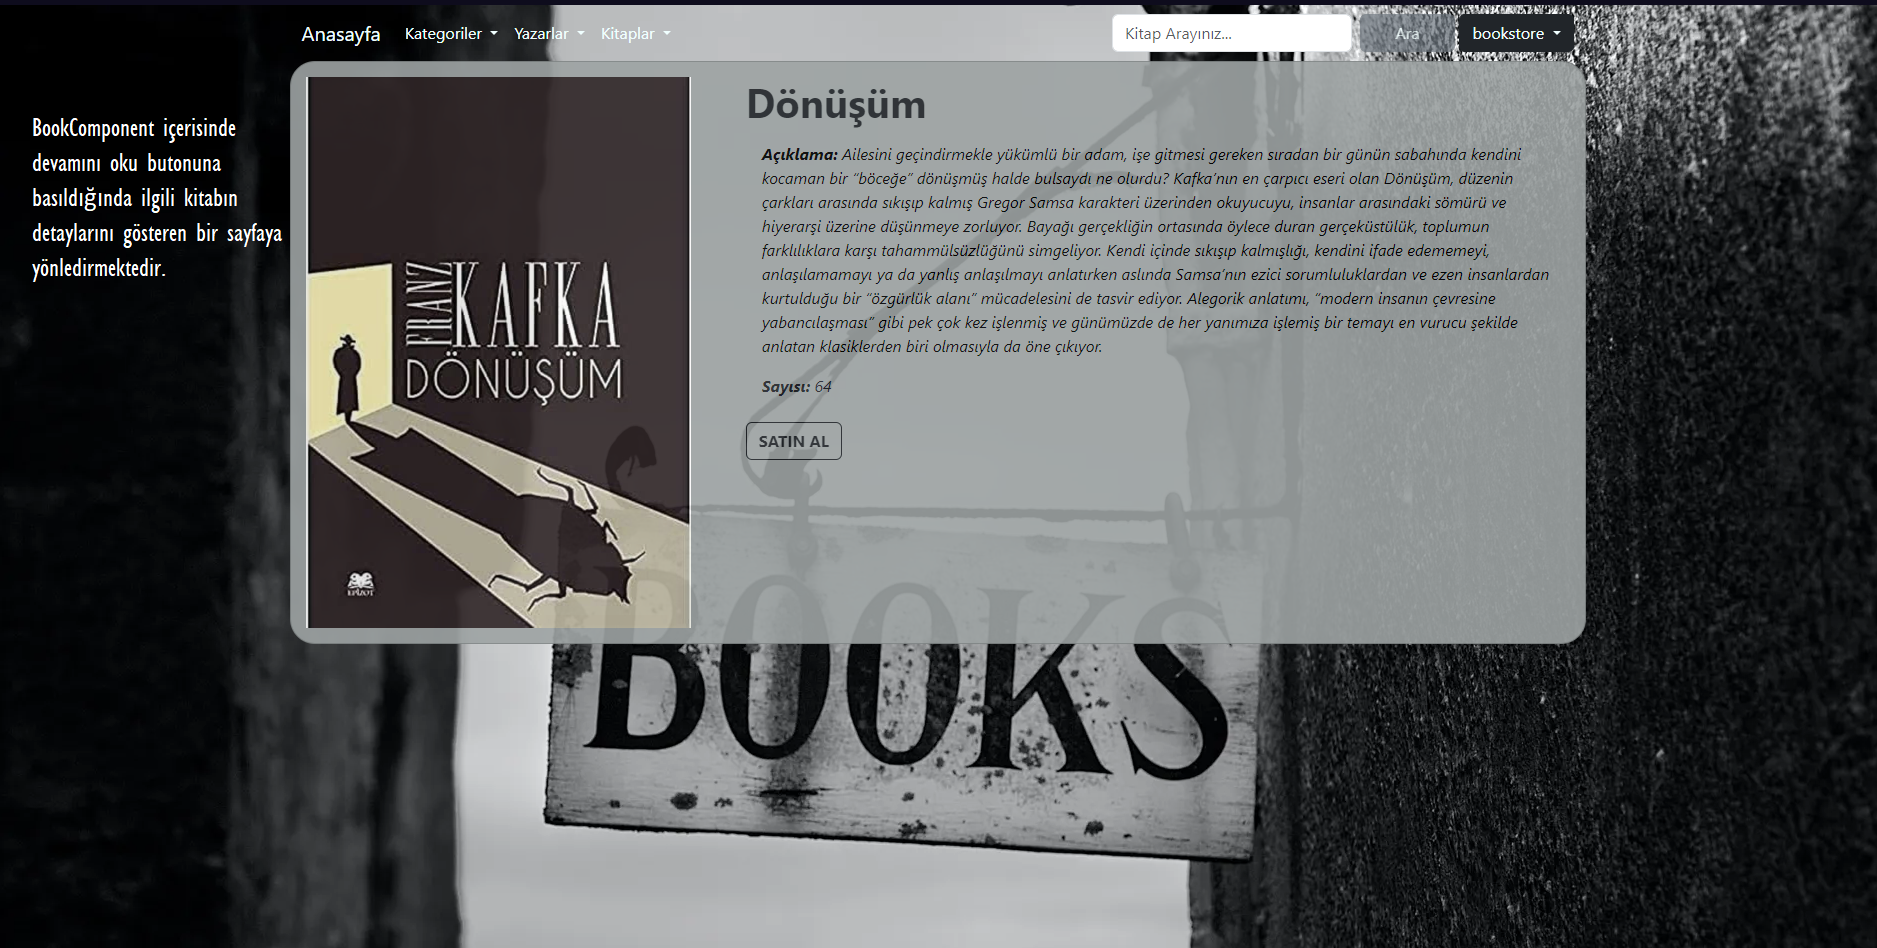 Anasayfa Kategoriler Yazarlar Kitaplar Kitap Arayınız... Ara bookstore
BookComponent içerisinde
devamını oku butonuna
basıldığında ilgili kitabın
detaylarını gösteren bir sayfaya
yönledirmektedir.
FRANZ
KAFKA
DÖNÜŞÜM
EPİZOT
Dönüşüm
Açıklama: Ailesini geçindirmekle yükümlü bir adam, işe gitmesi gereken sıradan bir günün sabahında kendini
kocaman bir “böceğe” dönüşmüş halde bulsaydı ne olurdu? Kafka’nın en çarpıcı eseri olan Dönüşüm, düzenin
çarkları arasında sıkışıp kalmış Gregor Samsa karakteri üzerinden okuyucuyu, insanlar arasındaki sömürü ve
hiyerarşi üzerine düşünmeye zorluyor. Bayağı gerçekliğin ortasında öylece duran gerçeküstülük, toplumun
farklılıklara karşı tahammülsüzlüğünü simgeliyor. Kendi içinde sıkışıp kalmışlığı, kendini ifade edememeyi,
anlaşılamamayı ya da yanlış anlaşılmayı anlatırken aslında Samsa’nın ezici sorumluluklardan ve ezen insanlardan
kurtulduğu bir “özgürlük alanı” mücadelesini de tasvir ediyor. Alegorik anlatımı, “modern insanın çevresine
yabancılaşması” gibi pek çok kez işlenmiş ve günümüzde de her yanımıza işlemiş bir temayı en vurucu şekilde
anlatan klasiklerden biri olmasıyla da öne çıkıyor.
Sayısı: 64
SATIN AL
BOOKS